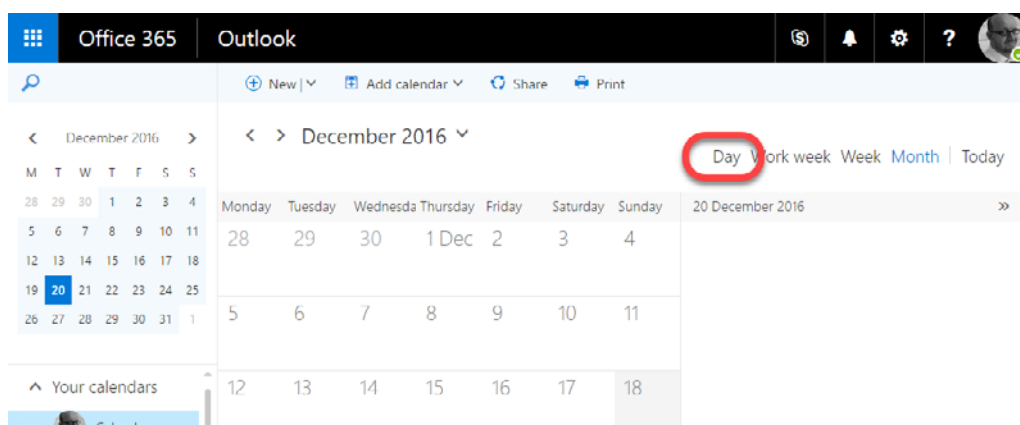 Office 365 Outlook ?
New Add calendar Share Print
December 2016
M T W T F S S
28 29 30 1 2 3 4
5 6 7 8 9 10 11
12 13 14 15 16 17 18
19 20 21 22 23 24 25
26 27 28 29 30 31 1
Your calendars
December 2016
Day Work week Week Month Today
Monday Tuesday Wednesda Thursday Friday Saturday Sunday
28 29 30 1 Dec 2 3 4
5 6 7 8 9 10 11
12 13 14 15 16 17 18
20 December 2016 »